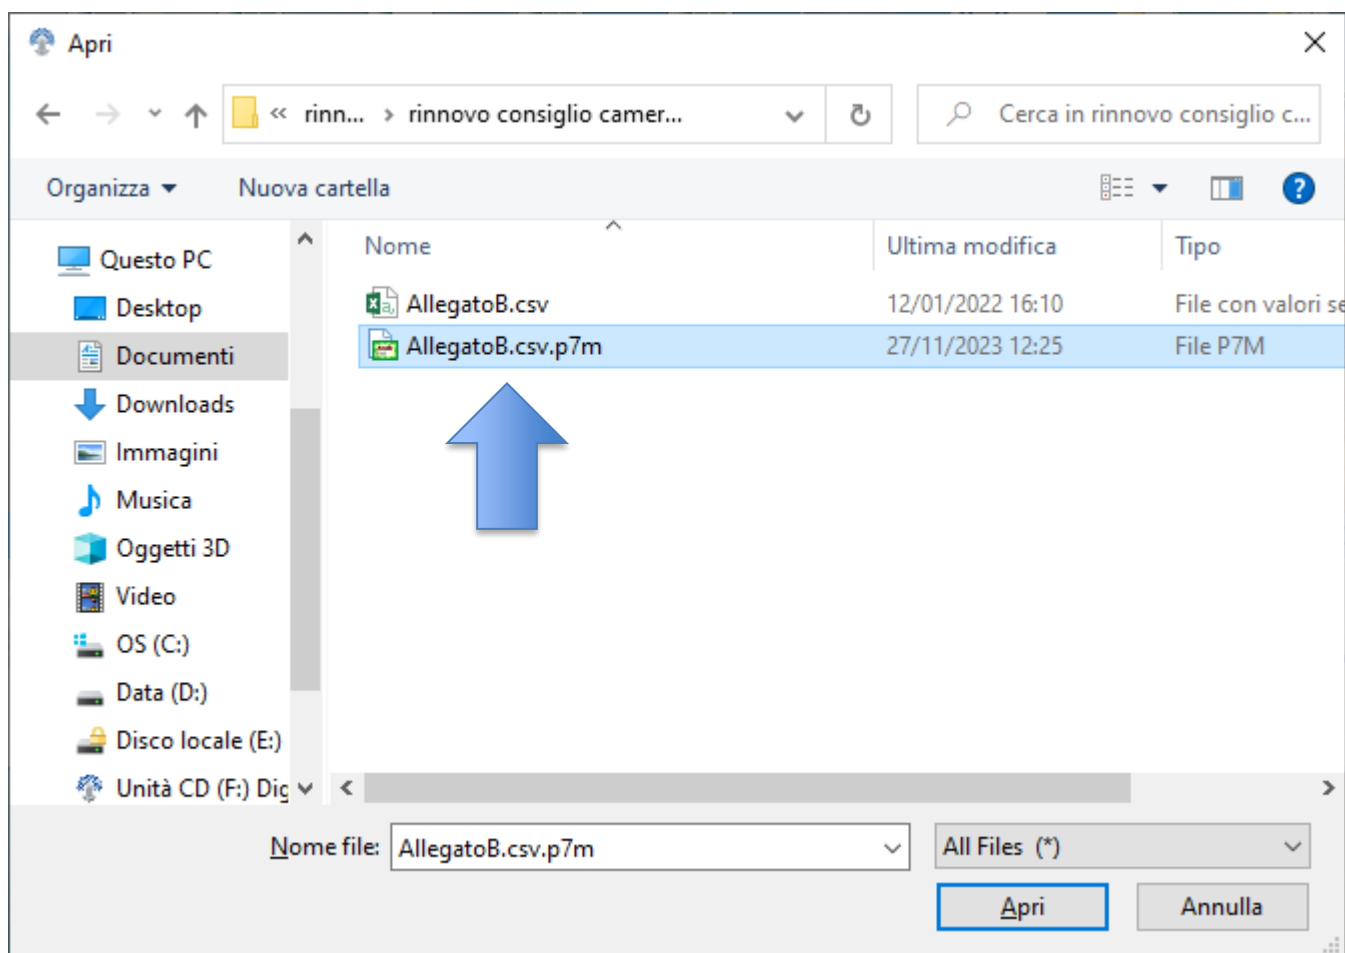 Apri
« rinn... > rinnovo consiglio camer...
Cerca in rinnovo consiglio c...
Organizza
Nuova cartella
Nome
Ultima modifica
Tipo
Questo PC
Desktop
Documenti
Downloads
Immagini
Musica
Oggetti 3D
Video
OS (C:)
Data (D:)
Disco locale (E:)
Unità CD (F:) Dig
AllegatoB.csv 12/01/2022 16:10 File con valori se
AllegatoB.csv.p7m 27/11/2023 12:25 File P7M
Nome file: AllegatoB.csv.p7m
All Files (*)
Apri
Annulla